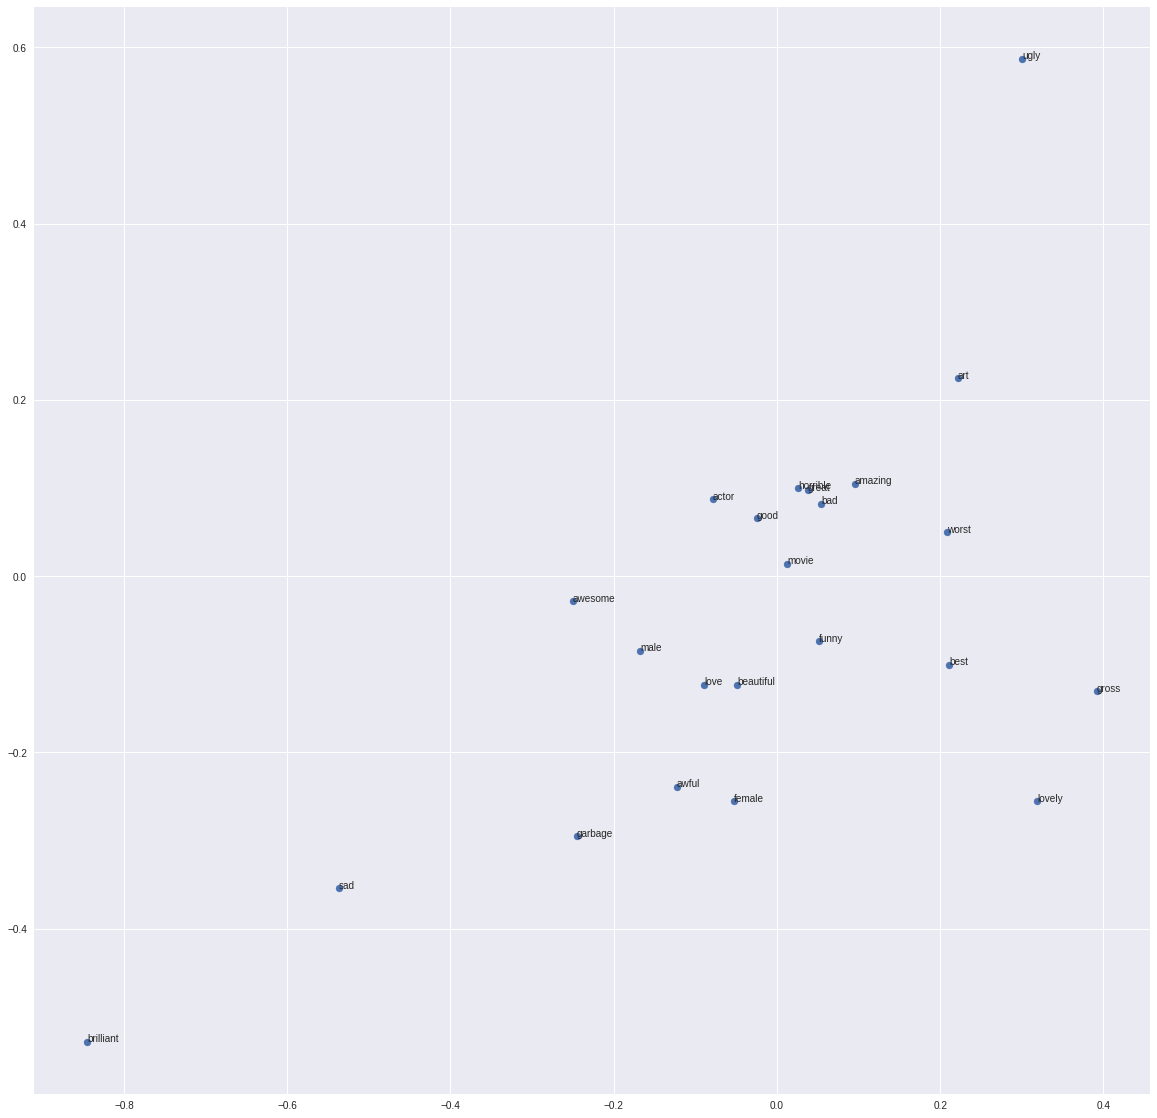 0.6
ugly
0.4
art
0.2
amazing
horrible
great
actor
bad
good
worst
movie
0.0
awesome
funny
male
best
love
beautiful
gross
−0.2
awful
female
lovely
garbage
sad
−0.4
brilliant
−0.8
−0.6
−0.4
−0.2
0.0
0.2
0.4